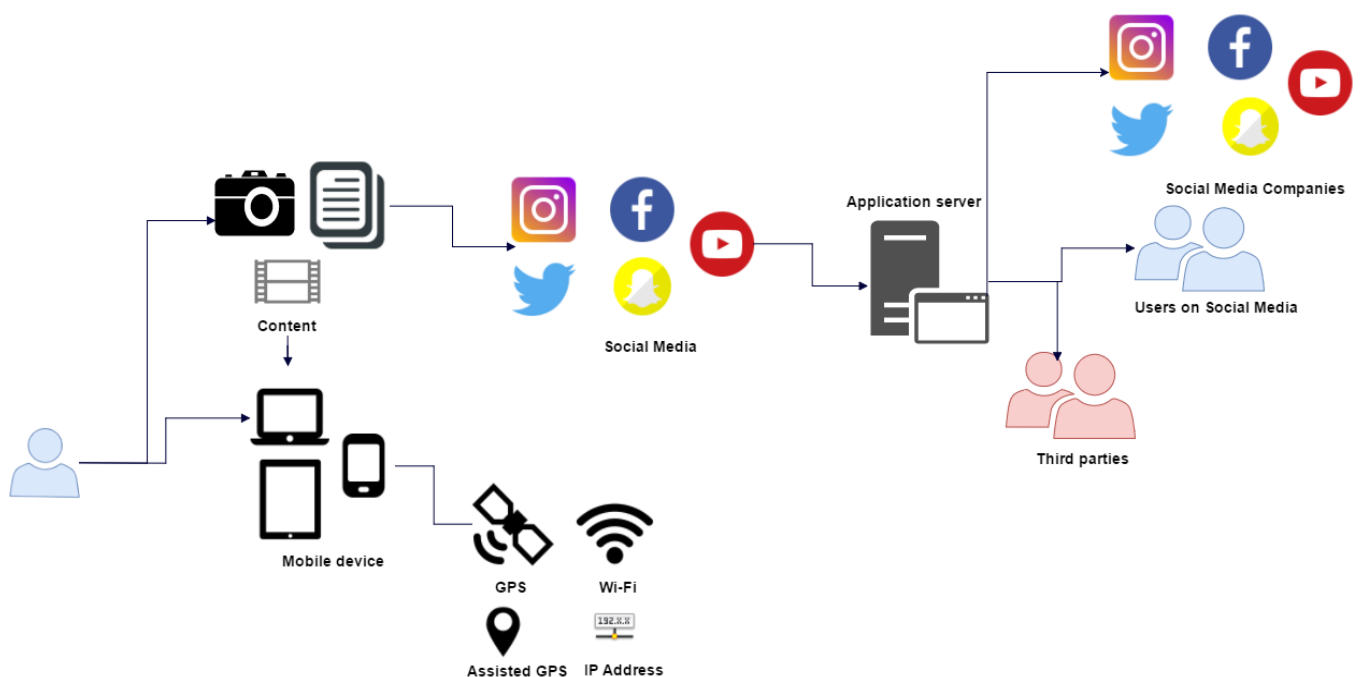 Social Media Companies
Application server
Users on Social Media
Content
Social Media
Third parties
Mobile device
GPS
Wi-Fi
192.X.X
Assisted GPS
IP Address